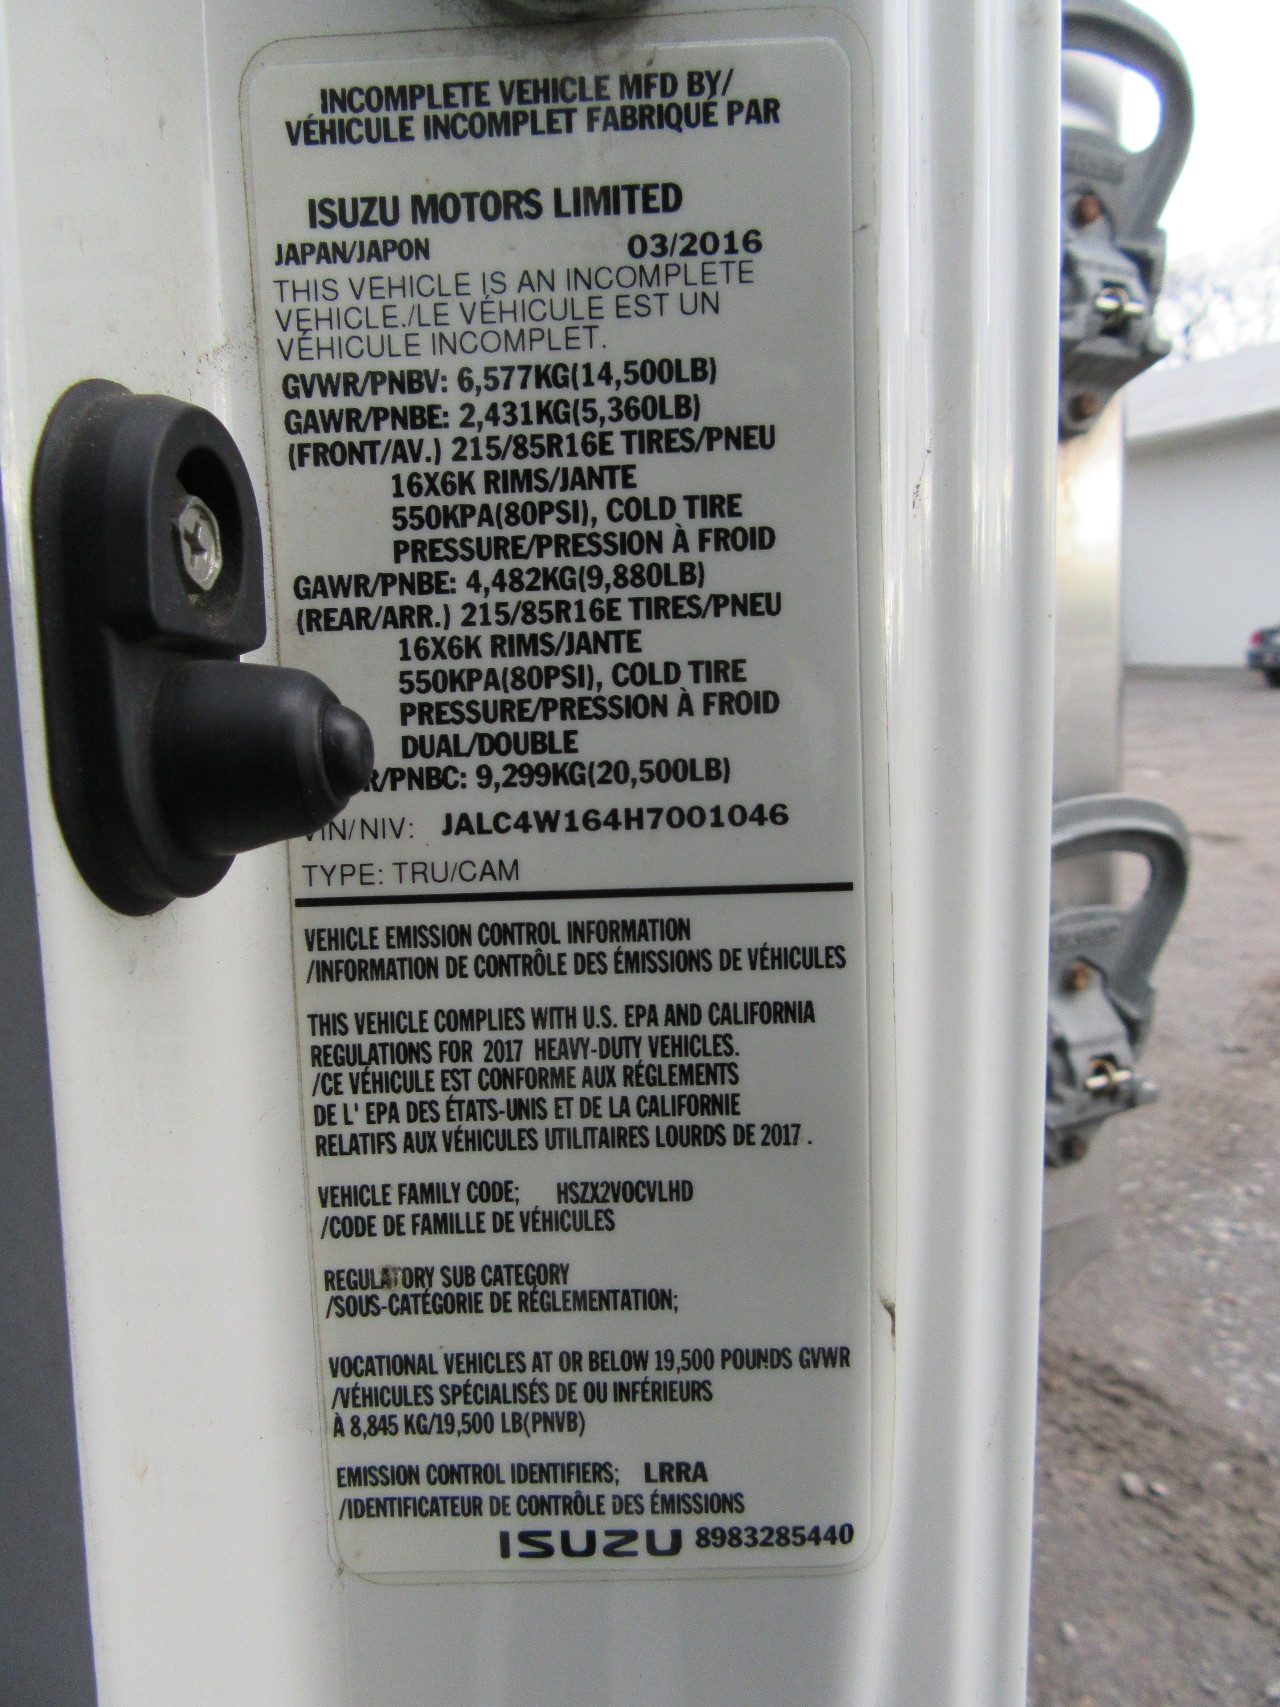 INCOMPLETE VEHICLE MFD BY/
VÉHICULE INCOMPLET FABRIQUÉ PAR
ISUZU MOTORS LIMITED
JAPAN/JAPON 03/2016
THIS VEHICLE IS AN INCOMPLETE
VEHICLE./LE VÉHICULE EST UN
VÉHICULE INCOMPLET.
GVWR/PNBV: 6,577KG(14,500LB)
GAWR/PNBE: 2,431KG(5,360LB)
(FRONT/AV.) 215/85R16E TIRES/PNEU
16X6K RIMS/JANTE
550KPA(80PSI), COLD TIRE
PRESSURE/PRESSION À FROID
GAWR/PNBE: 4,482KG(9,880LB)
(REAR/ARR.) 215/85R16E TIRES/PNEU
16X6K RIMS/JANTE
550KPA(80PSI), COLD TIRE
PRESSURE/PRESSION À FROID
DUAL/DOUBLE
R/PNBC: 9,299KG(20,500LB)
VIN/NIV: JALC4W164H7001046
TYPE: TRU/CAM
VEHICLE EMISSION CONTROL INFORMATION
/INFORMATION DE CONTRÔLE DES ÉMISSIONS DE VÉHICULES
THIS VEHICLE COMPLIES WITH U.S. EPA AND CALIFORNIA
REGULATIONS FOR 2017 HEAVY-DUTY VEHICLES.
/CE VÉHICULE EST CONFORME AUX RÉGLEMENTS
DE L' EPA DES ÉTATS-UNIS ET DE LA CALIFORNIE
RELATIFS AUX VÉHICULES UTILITAIRES LOURDS DE 2017 .
VEHICLE FAMILY CODE; HSZX2VOCVLHD
/CODE DE FAMILLE DE VÉHICULES
REGULATORY SUB CATEGORY
/SOUS-CATÉGORIE DE RÉGLEMENTATION;
VOCATIONAL VEHICLES AT OR BELOW 19,500 POUNDS GVWR
/VÉHICULES SPÉCIALISÉS DE OU INFÉRIEURS
À 8,845 KG/19,500 LB(PNVB)
EMISSION CONTROL IDENTIFIERS; LRRA
/IDENTIFICATEUR DE CONTRÔLE DES ÉMISSIONS
ISUZU 8983285440